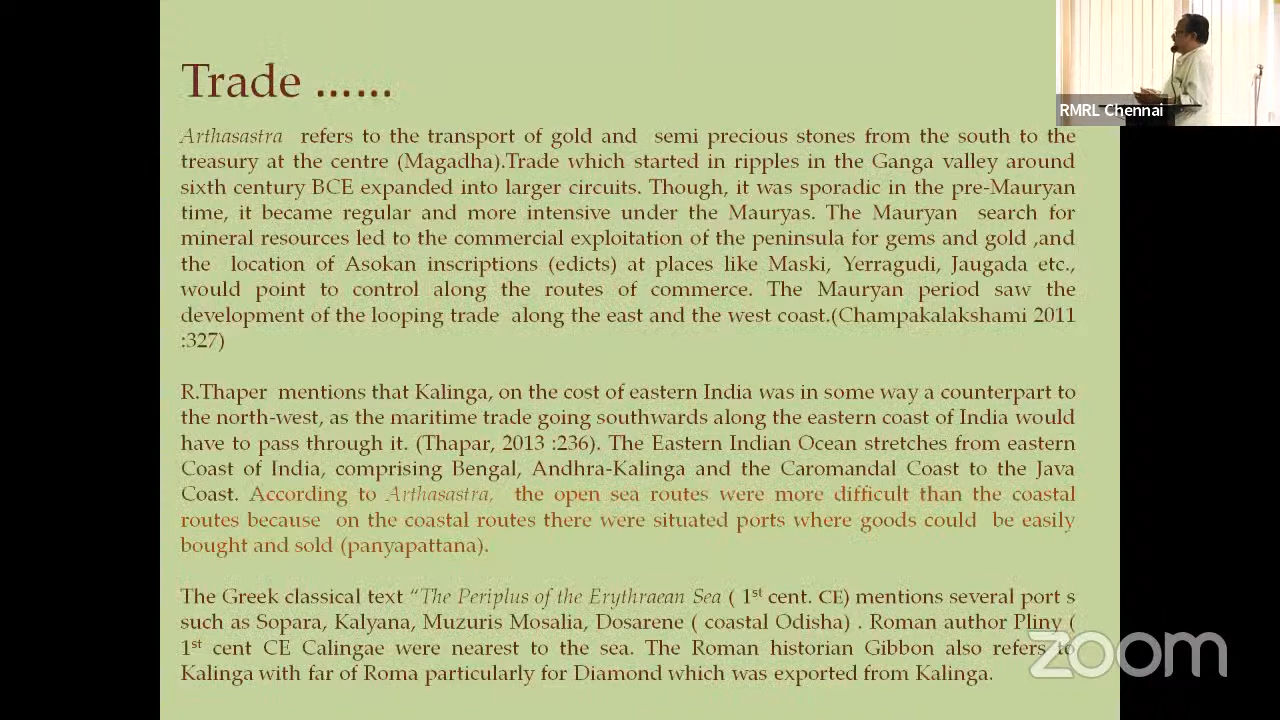 RMRL Chennai
Trade ......
Arthasastra refers to the transport of gold and semi precious stones from the south to the
treasury at the centre (Magadha).Trade which started in ripples in the Ganga valley around
sixth century BCE expanded into larger circuits. Though, it was sporadic in the pre-Mauryan
time, it became regular and more intensive under the Mauryas. The Mauryan search for
mineral resources led to the commercial exploitation of the peninsula for gems and gold ,and
the location of Asokan inscriptions (edicts) at places like Maski, Yerragudi, Jaugada etc.,
would point to control along the routes of commerce. The Mauryan period saw the
development of the looping trade along the east and the west coast.(Champakalakshami 2011
:327)
R.Thaper mentions that Kalinga, on the cost of eastern India was in some way a counterpart to
the north-west, as the maritime trade going southwards along the eastern coast of India would
have to pass through it. (Thapar, 2013 :236). The Eastern Indian Ocean stretches from eastern
Coast of India, comprising Bengal, Andhra-Kalinga and the Caromandal Coast to the Java
Coast. According to Arthasastra, the open sea routes were more difficult than the coastal
routes because on the coastal routes there were situated ports where goods could be easily
bought and sold (panyapattana).
The Greek classical text “The Periplus of the Erythraean Sea ( 1st cent. CE) mentions several port s
such as Sopara, Kalyana, Muzuris Mosalia, Dosarene ( coastal Odisha) . Roman author Pliny (
1st cent CE Calingae were nearest to the sea. The Roman historian Gibbon also refers to
Kalinga with far of Roma particularly for Diamond which was exported from Kalinga.
zoom